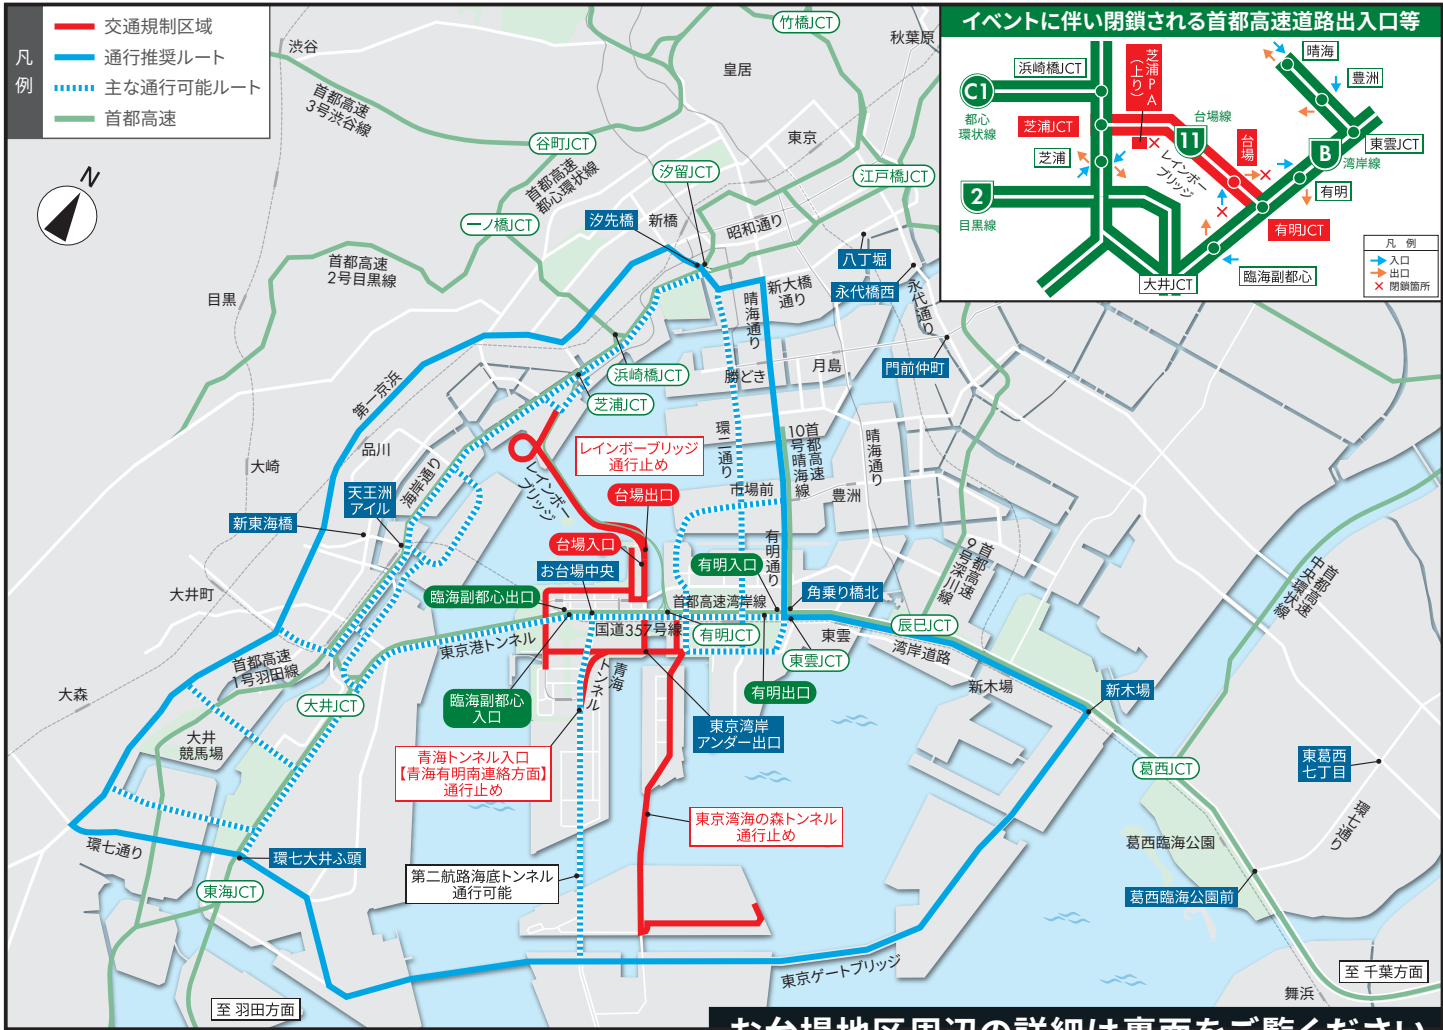 凡例
交通規制区域
通行推奨ルート
主な通行可能ルート
首都高速
N
渋谷
首都高速
3号渋谷線
竹橋JCT
秋葉原
皇居
東京
谷町JCT
首都高速
都心環状線
汐留JCT
江戸橋JCT
一ノ橋JCT
汐先橋
新橋
昭和通り
八丁堀
永代橋西
永代通り
首都高速
2号目黒線
目黒
新大橋
通り
晴海通り
門前仲町
月島
勝どき
浜崎橋JCT
芝浦JCT
第一京浜
品川
大崎
海岸通り
レインボー
ブリッジ
レインボーブリッジ
通行止め
環二通り
首都高速
10号晴海線
晴海通り
台場出口
市場前
豊洲
天王洲
アイル
新東海橋
台場入口
お台場中央
有明入口
有明通り
首都高速
9号深川線
首都高速
中央環状線
大井町
臨海副都心出口
首都高速湾岸線
角乗り橋北
国道357号線
有明JCT
東雲
辰巳JCT
東京港トンネル
東雲JCT
湾岸道路
首都高速
1号羽田線
青海
トンネル
大森
大井JCT
臨海副都心
入口
有明出口
新木場
新木場
東京湾岸
アンダー出口
大井
競馬場
青海トンネル入口
【青海有明南連絡方面】
通行止め
葛西JCT
東葛西
七丁目
環七通り
東京湾海の森トンネル
通行止め
葛西臨海公園
環七通り
環七大井ふ頭
第二航路海底トンネル
通行可能
東海JCT
葛西臨海公園前
東京ゲートブリッジ
至 千葉方面
舞浜
至 羽田方面
お台場地区周辺の詳細は裏面をご覧ください
イベントに伴い閉鎖される首都高速道路出入口等
浜崎橋JCT
C1
都心
環状線
芝浦PA
(上り)
晴海
豊洲
芝浦JCT
台場線
11
台場
芝浦
レインボー
ブリッジ
B
湾岸線
東雲JCT
有明
2
目黒線
有明JCT
大井JCT
臨海副都心
凡 例
入口
出口
閉鎖箇所